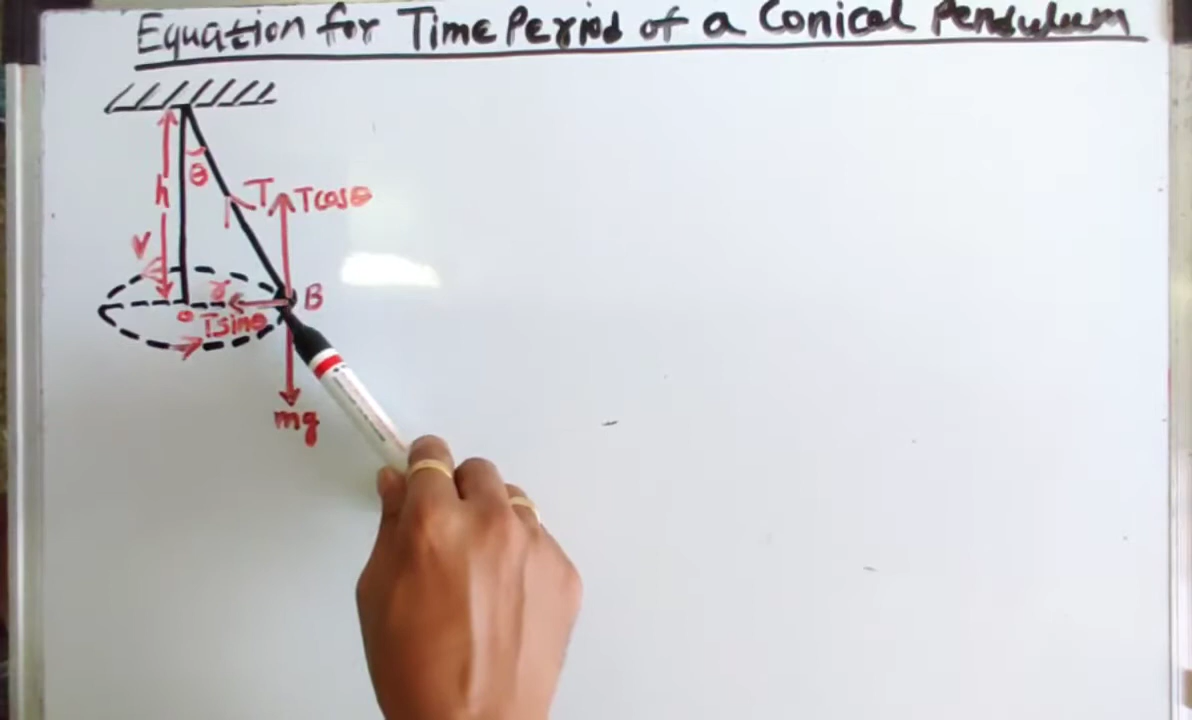 Equation for Time Period of a Conical Pendulum
θ
h
T
Tcosθ
V
r
B
O
Tsinθ
mg